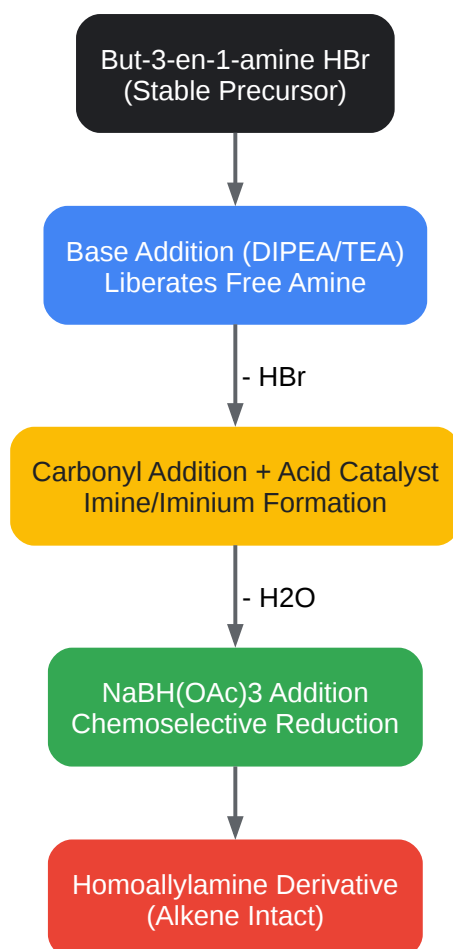 But-3-en-1-amine HBr
(Stable Precursor)
Base Addition (DIPEA/TEA)
Liberates Free Amine
- HBr
Carbonyl Addition + Acid Catalyst
Imine/Iminium Formation
- H2O
NaBH(OAc)3 Addition
Chemoselective Reduction
Homoallylamine Derivative
(Alkene Intact)